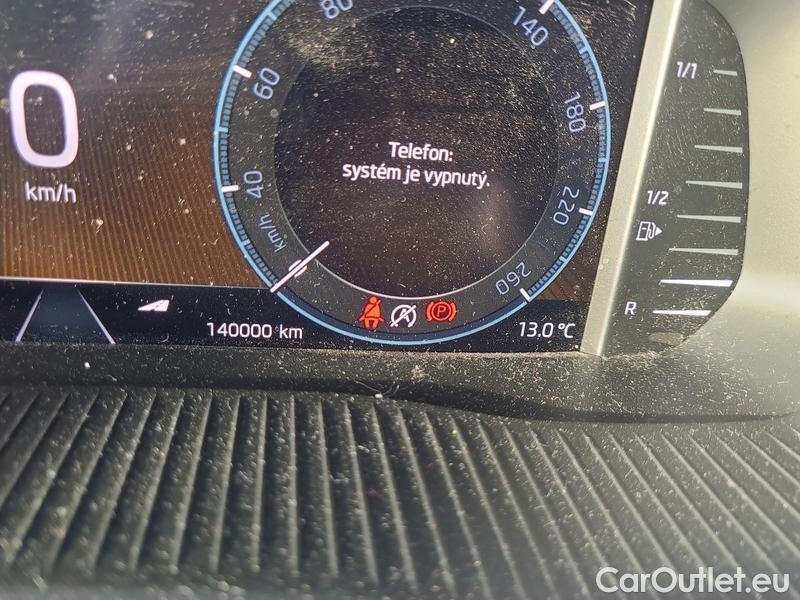 80
140
1/1
60
180
0
km/h
Telefon:
systém je vypnutý.
40
km/h
220
1/2
260
R
140000 km
P
13.0 °C
CarOutlet.eu